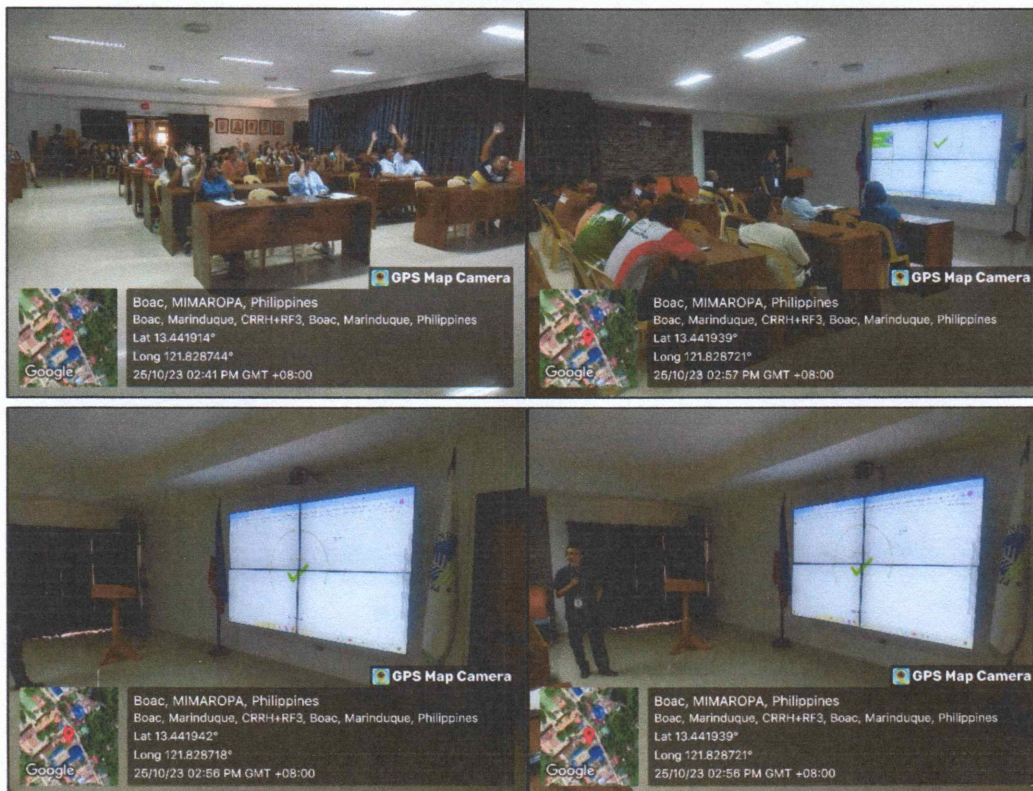 GPS Map Camera
Boac, MIMAROPA, Philippines
Boac, Marinduque, CRRH+RF3, Boac, Marinduque, Philippines
Lat 13.441914°
Long 121.828744°
25/10/23 02:41 PM GMT +08:00
Google
GPS Map Camera
Boac, MIMAROPA, Philippines
Boac, Marinduque, CRRH+RF3, Boac, Marinduque, Philippines
Lat 13.441939°
Long 121.828721°
25/10/23 02:57 PM GMT +08:00
Google
GPS Map Camera
Boac, MIMAROPA, Philippines
Boac, Marinduque, CRRH+RF3, Boac, Marinduque, Philippines
Lat 13.441942°
Long 121.828718°
25/10/23 02:56 PM GMT +08:00
Google
GPS Map Camera
Boac, MIMAROPA, Philippines
Boac, Marinduque, CRRH+RF3, Boac, Marinduque, Philippines
Lat 13.441939°
Long 121.828721°
25/10/23 02:56 PM GMT +08:00
Google